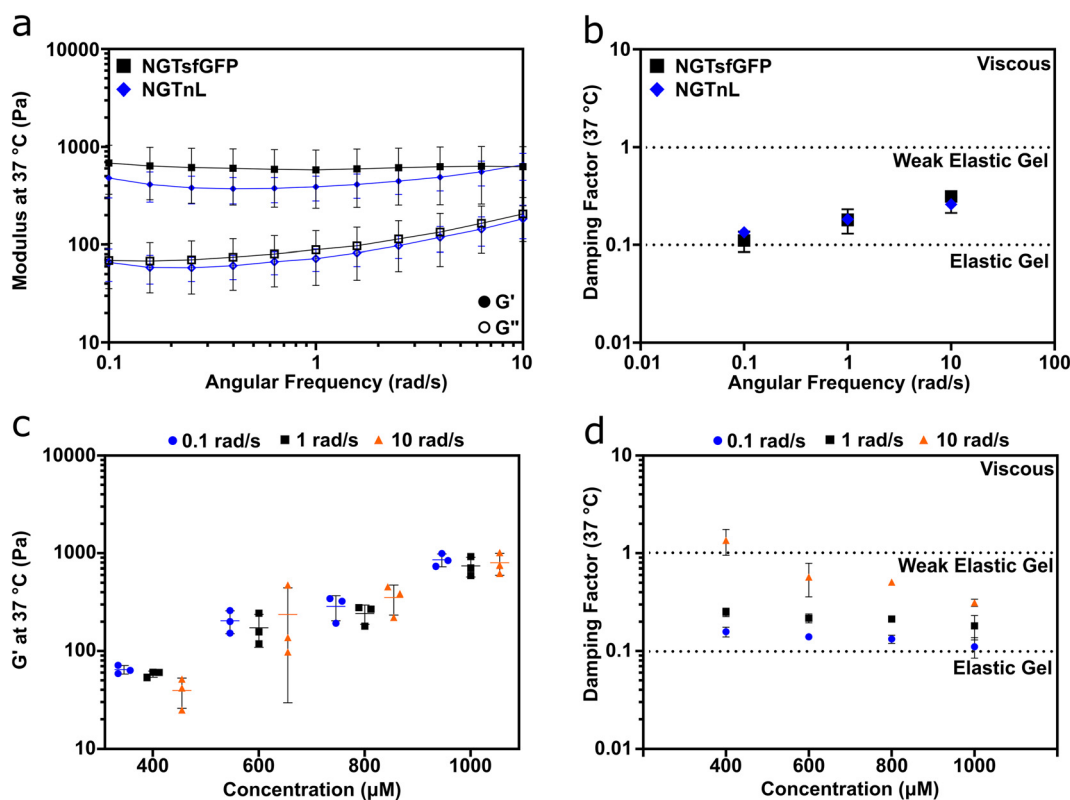 a
10000
1000
100
10
Modulus at 37 °C (Pa)
NGTsfGFP
NGTnL
G'
G"
0.1 1 10
Angular Frequency (rad/s)
b
10
1
0.1
0.01
Damping Factor (37 °C)
NGTsfGFP
NGTnL
Viscous
Weak Elastic Gel
Elastic Gel
0.01 0.1 1 10 100
Angular Frequency (rad/s)
c
0.1 rad/s 1 rad/s 10 rad/s
10000
1000
100
10
G' at 37 °C (Pa)
400 600 800 1000
Concentration (µM)
d
0.1 rad/s 1 rad/s 10 rad/s
10
1
0.1
0.01
Damping Factor (37 °C)
Viscous
Weak Elastic Gel
Elastic Gel
400 600 800 1000
Concentration (µM)